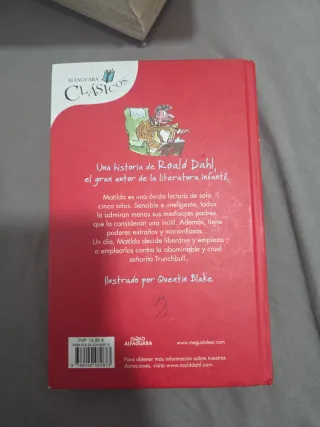 ALFAGUARA
CLÁSICOS
Una historia de Roald Dahl,
el gran autor de la literatura infantil.
Matilda es una ávida lectora de solo
cinco años. Sensible e inteligente, todos
la admiran menos sus mediocres padres,
que la consideran una inútil. Además, tiene
poderes extraños y maravillosos...
Un día, Matilda decide liberarse y empieza
a emplearlos contra la abominable y cruel
señorita Trunchbull.
Ilustrado por Quentin Blake
ALFAGUARA
www.megustaleer.com
Para obtener más información sobre nuestras
donaciones, visita www.roalddahl.com